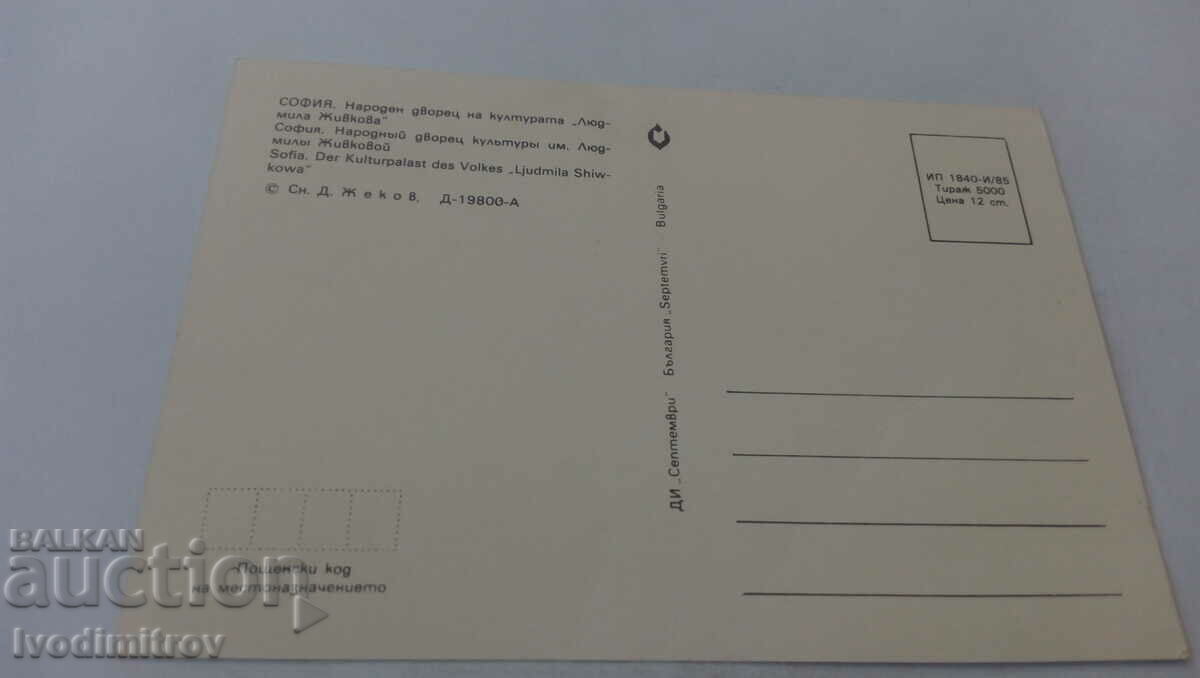 СОФИЯ. Народен дворец на културата „Люд-
мила Живкова"
София. Народный дворец культуры им. Люд-
милы Живковой
Sofia. Der Kulturpalast des Volkes „Ljudmila Shiw-
kowa"
© Сн. Д. Жеков, Д-19800-А
ДИ „Септември" България „Septemvri" Bulgaria
ИП 1840-И/85
Тираж 5000
Цена 12 ст.
Пощенски код
на местоназначението
BALKAN
auction
Ivodimitrov